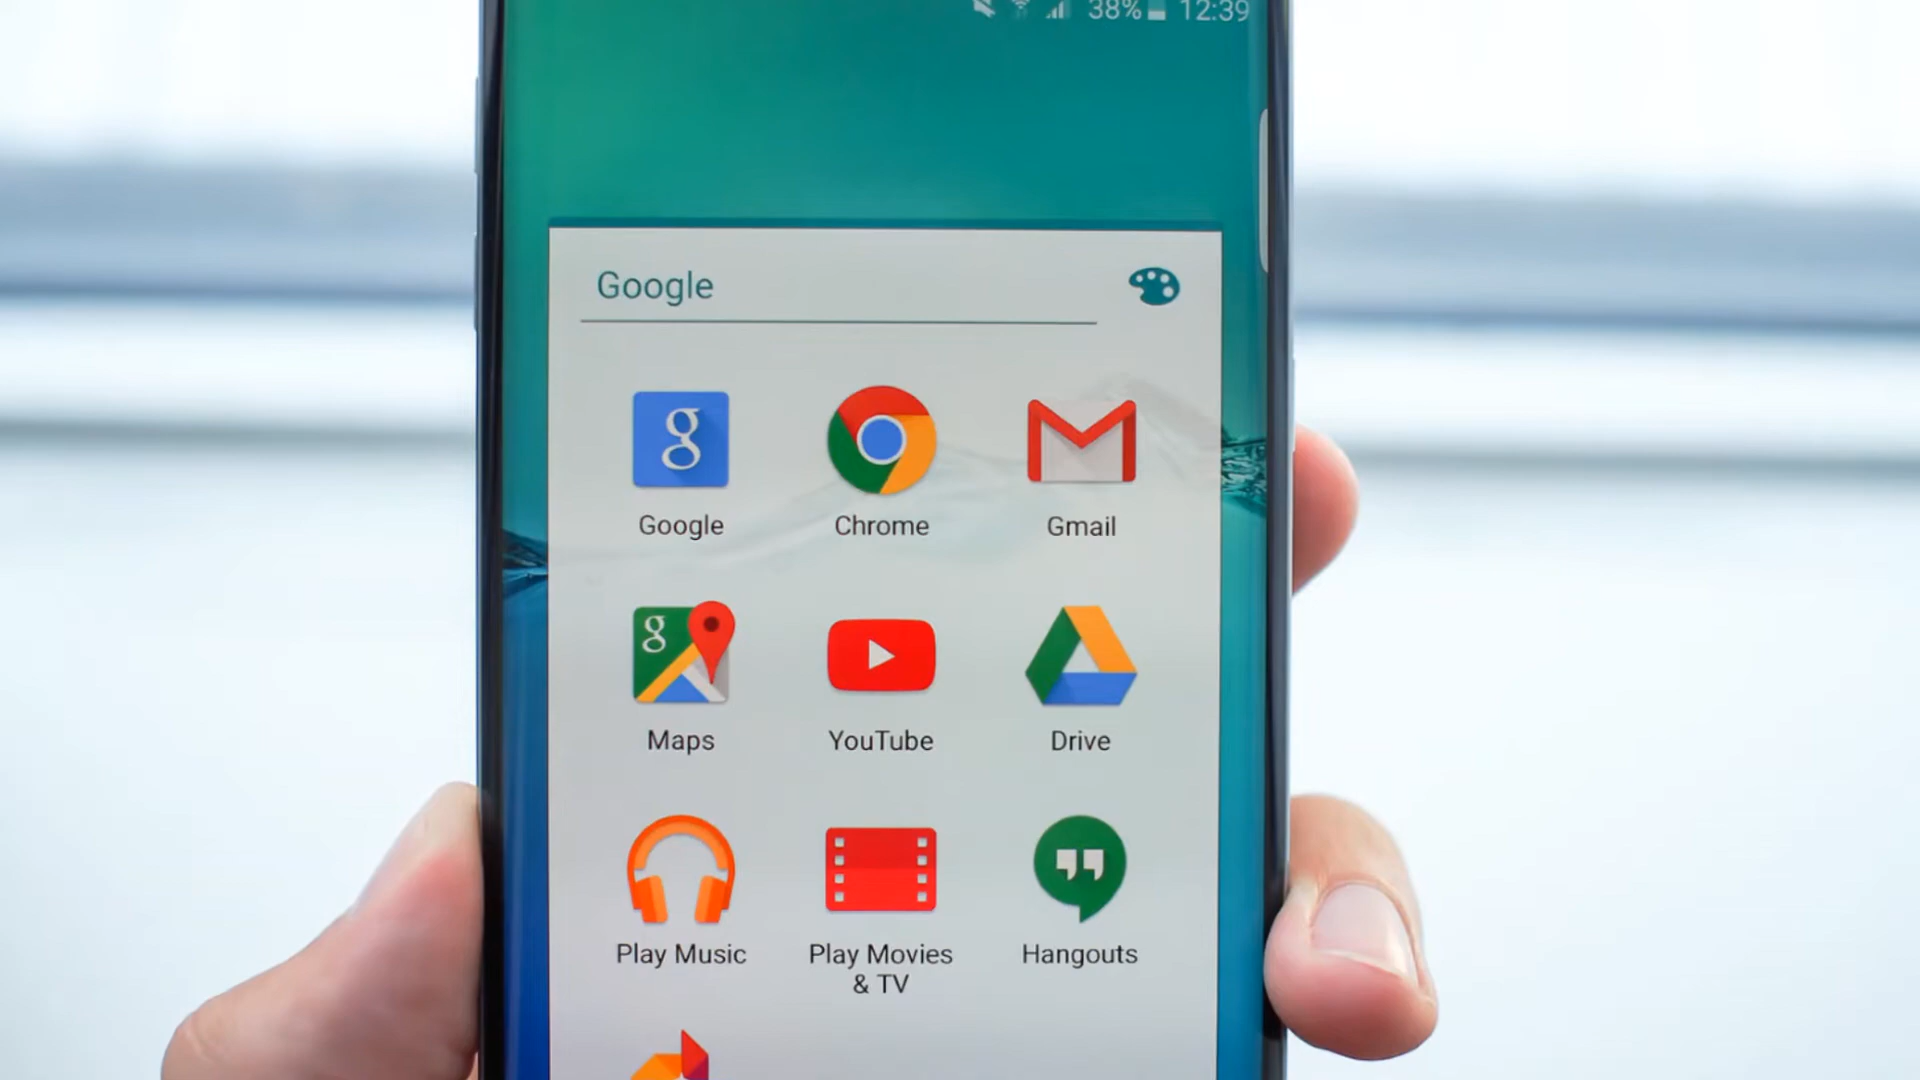 38% 12:39
Google
g
Google Chrome Gmail
g
Maps YouTube Drive
Play Music Play Movies Hangouts
& TV